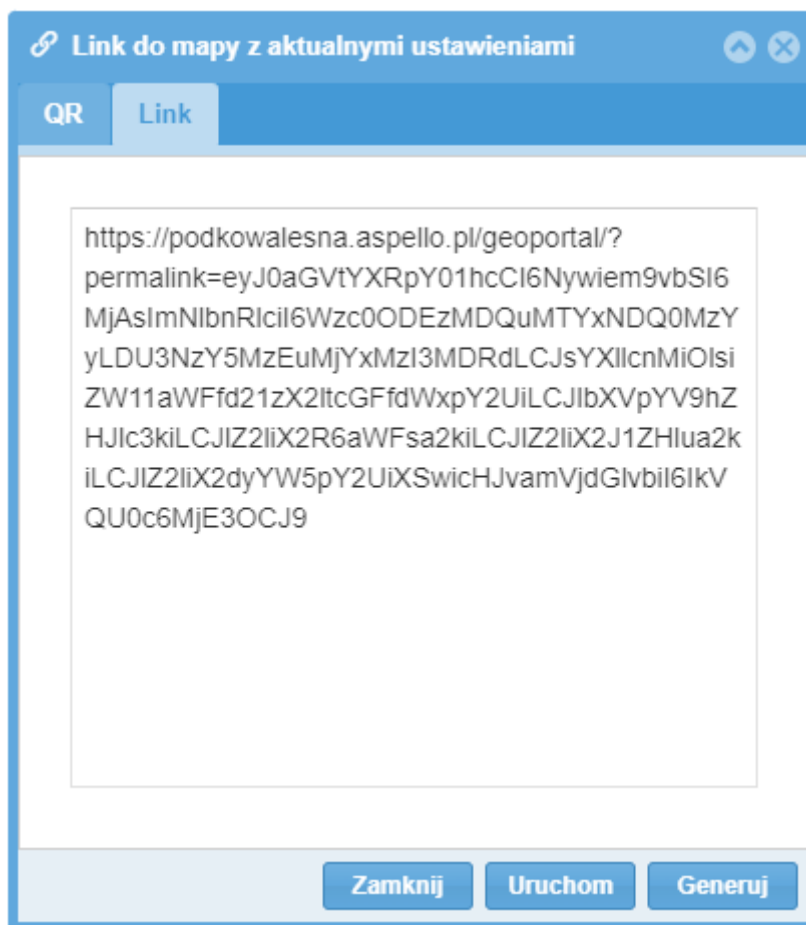 Link do mapy z aktualnymi ustawieniami
QR Link
https://podkowalesna.aspello.pl/geoportal/?
permalink=eyJ0aGVtYXRpY01hcCI6Nywiem9vbSI6
MjAsImNlbnRlciI6Wzc0ODEzMDQuMTYxNDQ0MzY
yLDU3NzY5MzEuMjYxMzI3MDRdLCJsYXllcnMiOlsi
ZW11aWFfd21zX2ltcGFfdWxpY2UiLCJlbXVpYV9hZ
HJlc3kiLCJlZ2liX2R6aWFsa2kiLCJlZ2liX2J1ZHlua2k
iLCJlZ2liX2dyYW5pY2UiXSwicHJvamVjdGlvbiI6IkV
QU0c6MjE3OCJ9
Zamknij Uruchom Generuj